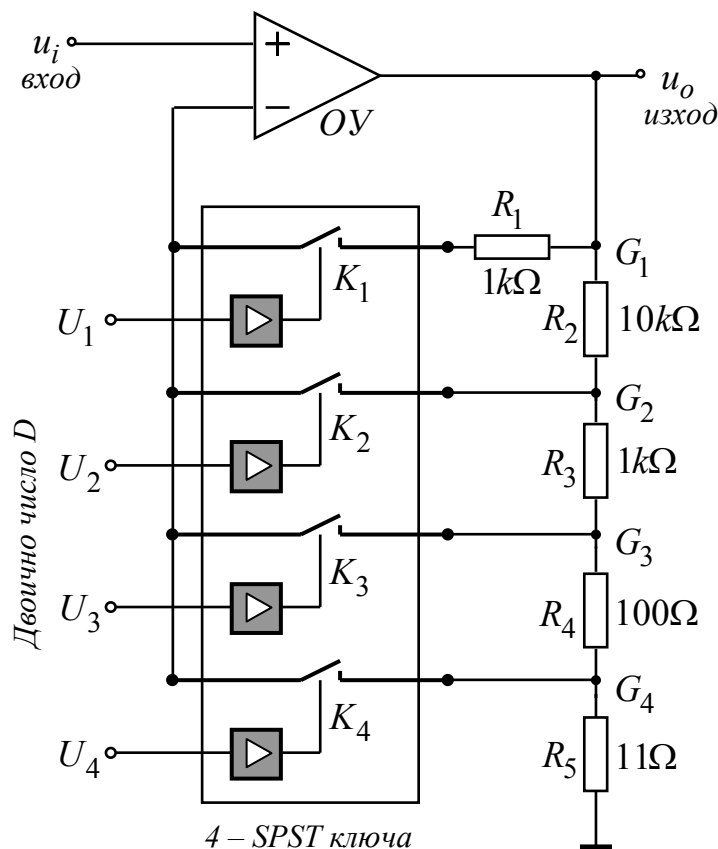 u_i
вход
+
−
ОУ
u_o
изход
R_1
1kΩ
G_1
K_1
U_1
R_2
10kΩ
K_2
G_2
U_2
R_3
1kΩ
K_3
G_3
U_3
R_4
100Ω
K_4
G_4
U_4
R_5
11Ω
Двоично число D
4 – SPST ключа